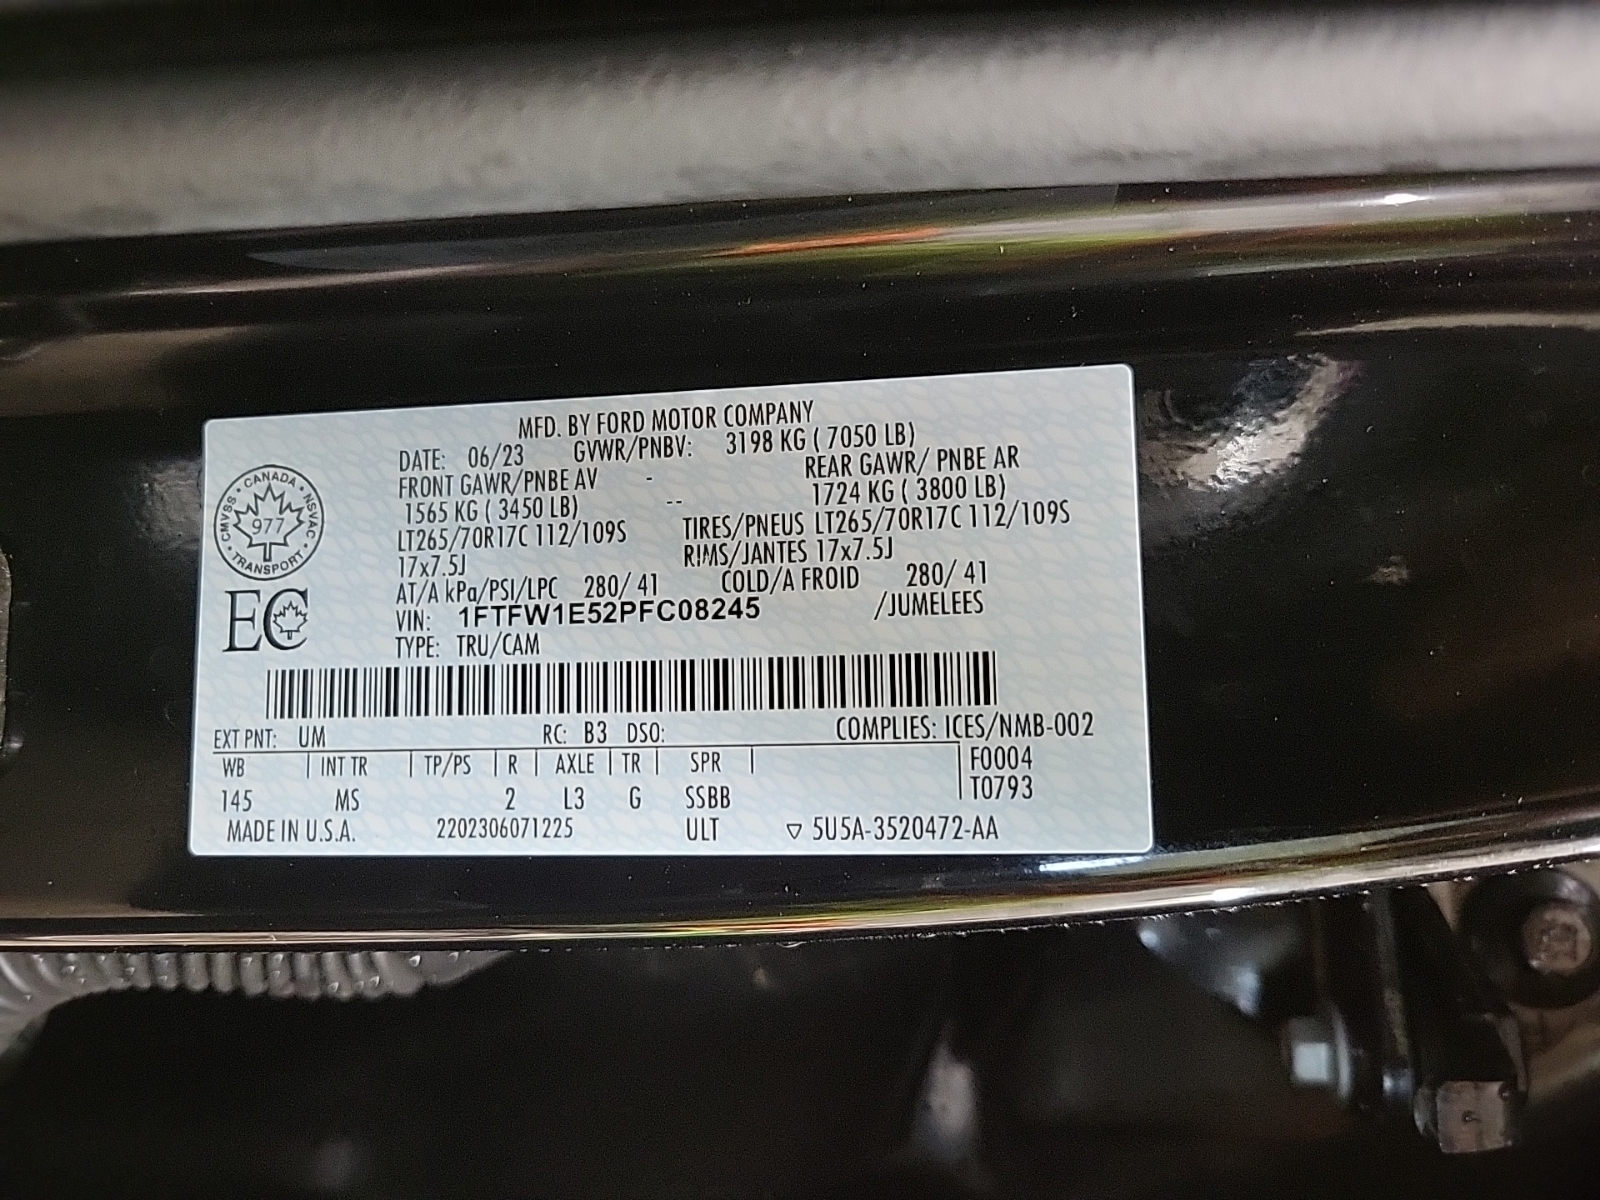 MFD. BY FORD MOTOR COMPANY
DATE: 06/23 GVWR/PNBV: 3198 KG ( 7050 LB)
FRONT GAWR/PNBE AV - REAR GAWR/ PNBE AR
1565 KG ( 3450 LB) -- 1724 KG ( 3800 LB)
LT265/70R17C 112/109S TIRES/PNEUS LT265/70R17C 112/109S
17x7.5J RIMS/JANTES 17x7.5J
AT/A kPa/PSI/LPC 280/ 41 COLD/A FROID 280/ 41
VIN: 1FTFW1E52PFC08245 /JUMELEES
TYPE: TRU/CAM
CANADA
CMVSS
NSVAC
977
TRANSPORT
EC
EXT PNT: UM RC: B3 DSO: COMPLIES: ICES/NMB-002
WB | INT TR | TP/PS | R | AXLE | TR | SPR | F0004
145 MS 2 L3 G SSBB T0793
MADE IN U.S.A. 2202306071225 ULT ▽ 5U5A-3520472-AA